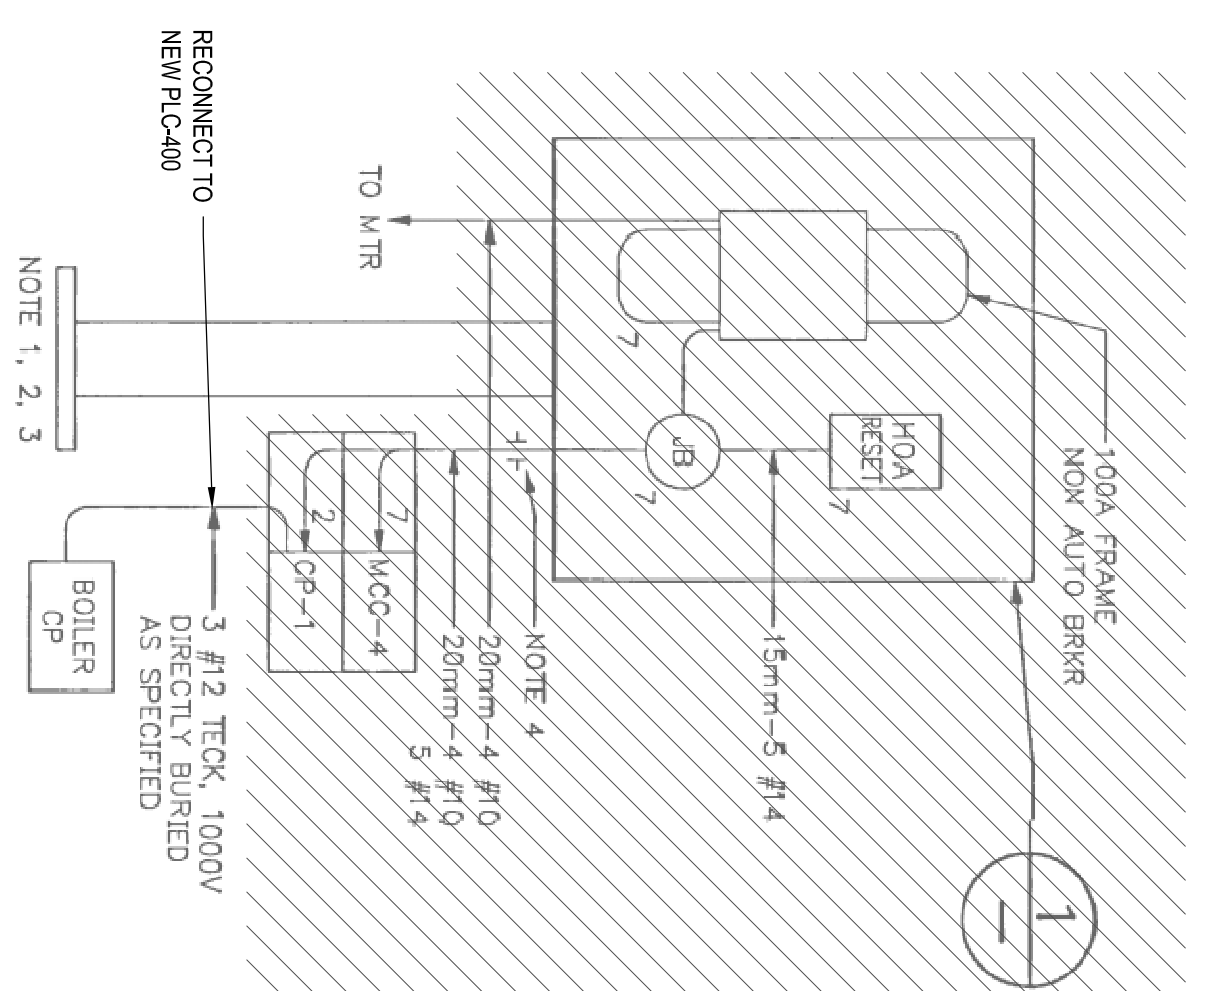 RECONNECT TO
NEW PLC-400
TO MTR
NOTE 1, 2, 3
7
JB
7
HOA
RESET
7
100A FRAME
NON AUTO BRKR
7
MCC-4
2
CP-1
BOILER
CP
3 #12 TECK, 1000V
DIRECTLY BURIED
AS SPECIFIED
NOTE 4
20mm-4 #10
20mm-4 #10
5 #14
15mm-5 #14
1
—